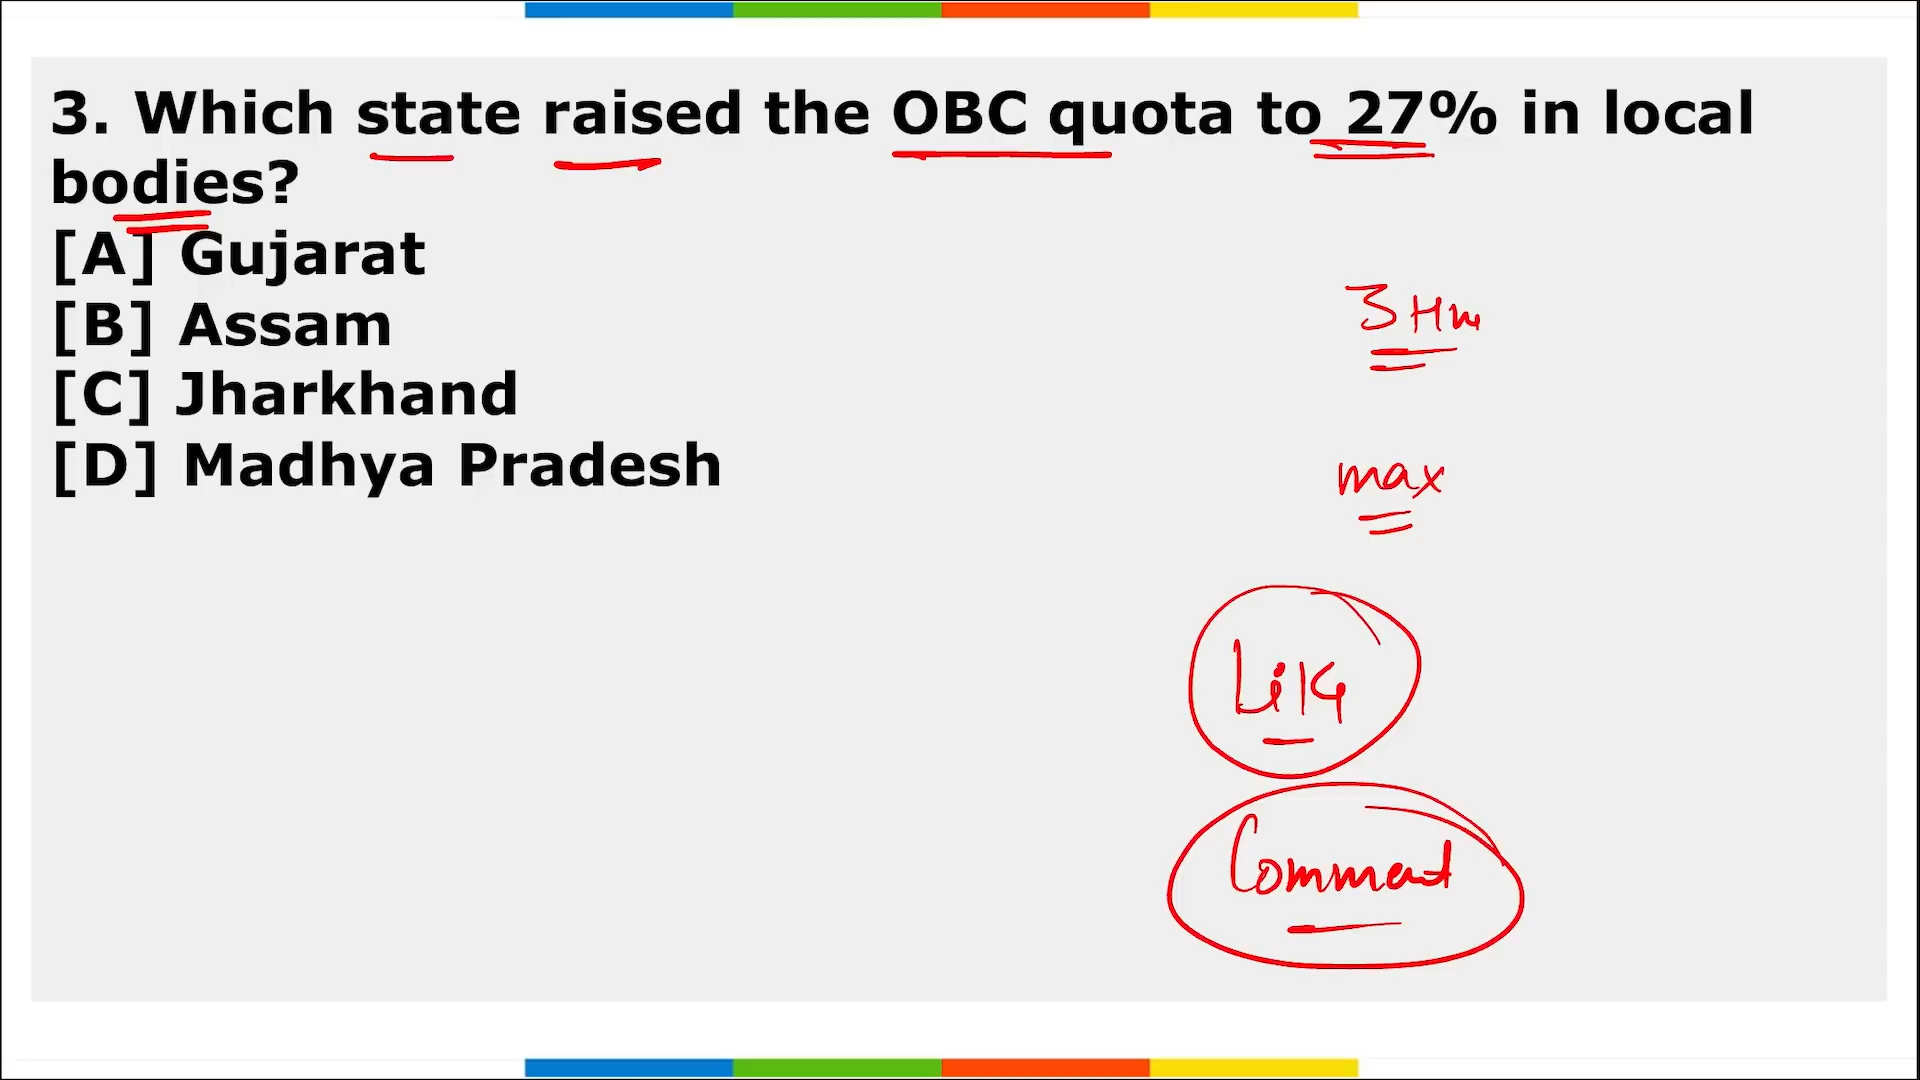 3. Which state raised the OBC quota to 27% in local
bodies?
[A] Gujarat
[B] Assam
[C] Jharkhand
[D] Madhya Pradesh
3
max
Like
Comment